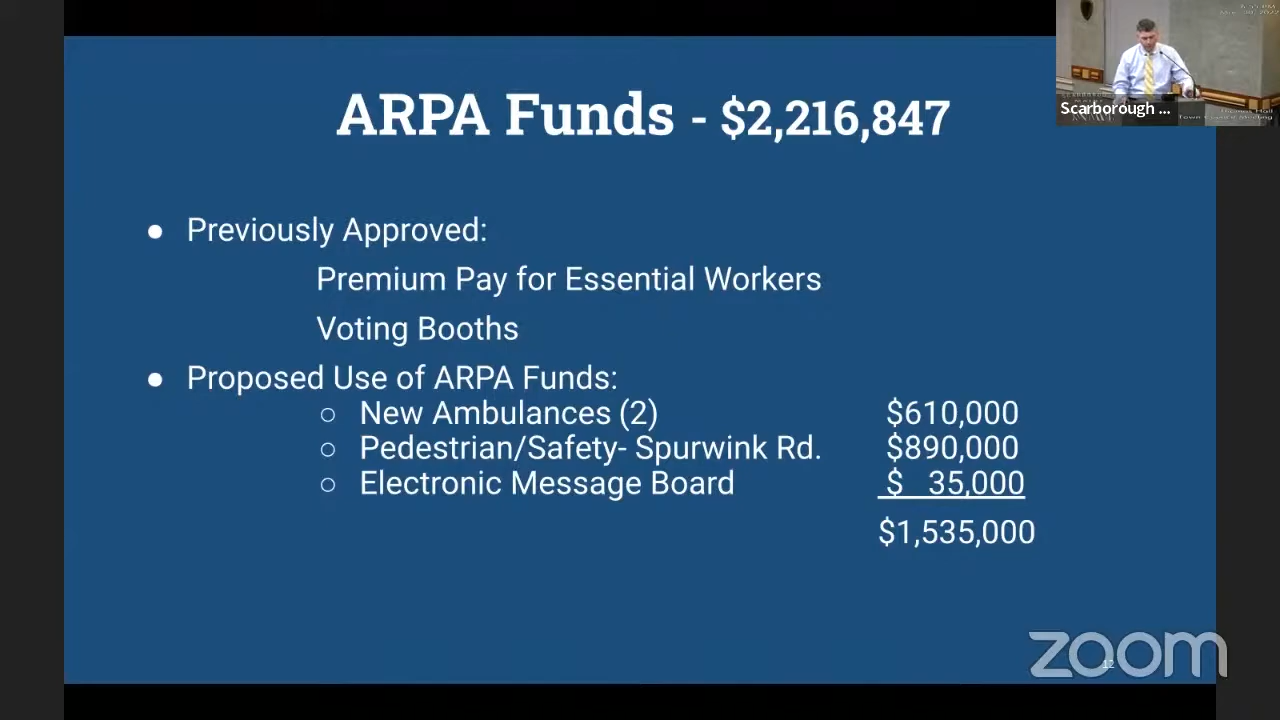 ARPA Funds - $2,216,847
Scarborough ...
● Previously Approved:
Premium Pay for Essential Workers
Voting Booths
● Proposed Use of ARPA Funds:
○ New Ambulances (2) $610,000
○ Pedestrian/Safety- Spurwink Rd. $890,000
○ Electronic Message Board $ 35,000
$1,535,000
zoom
12